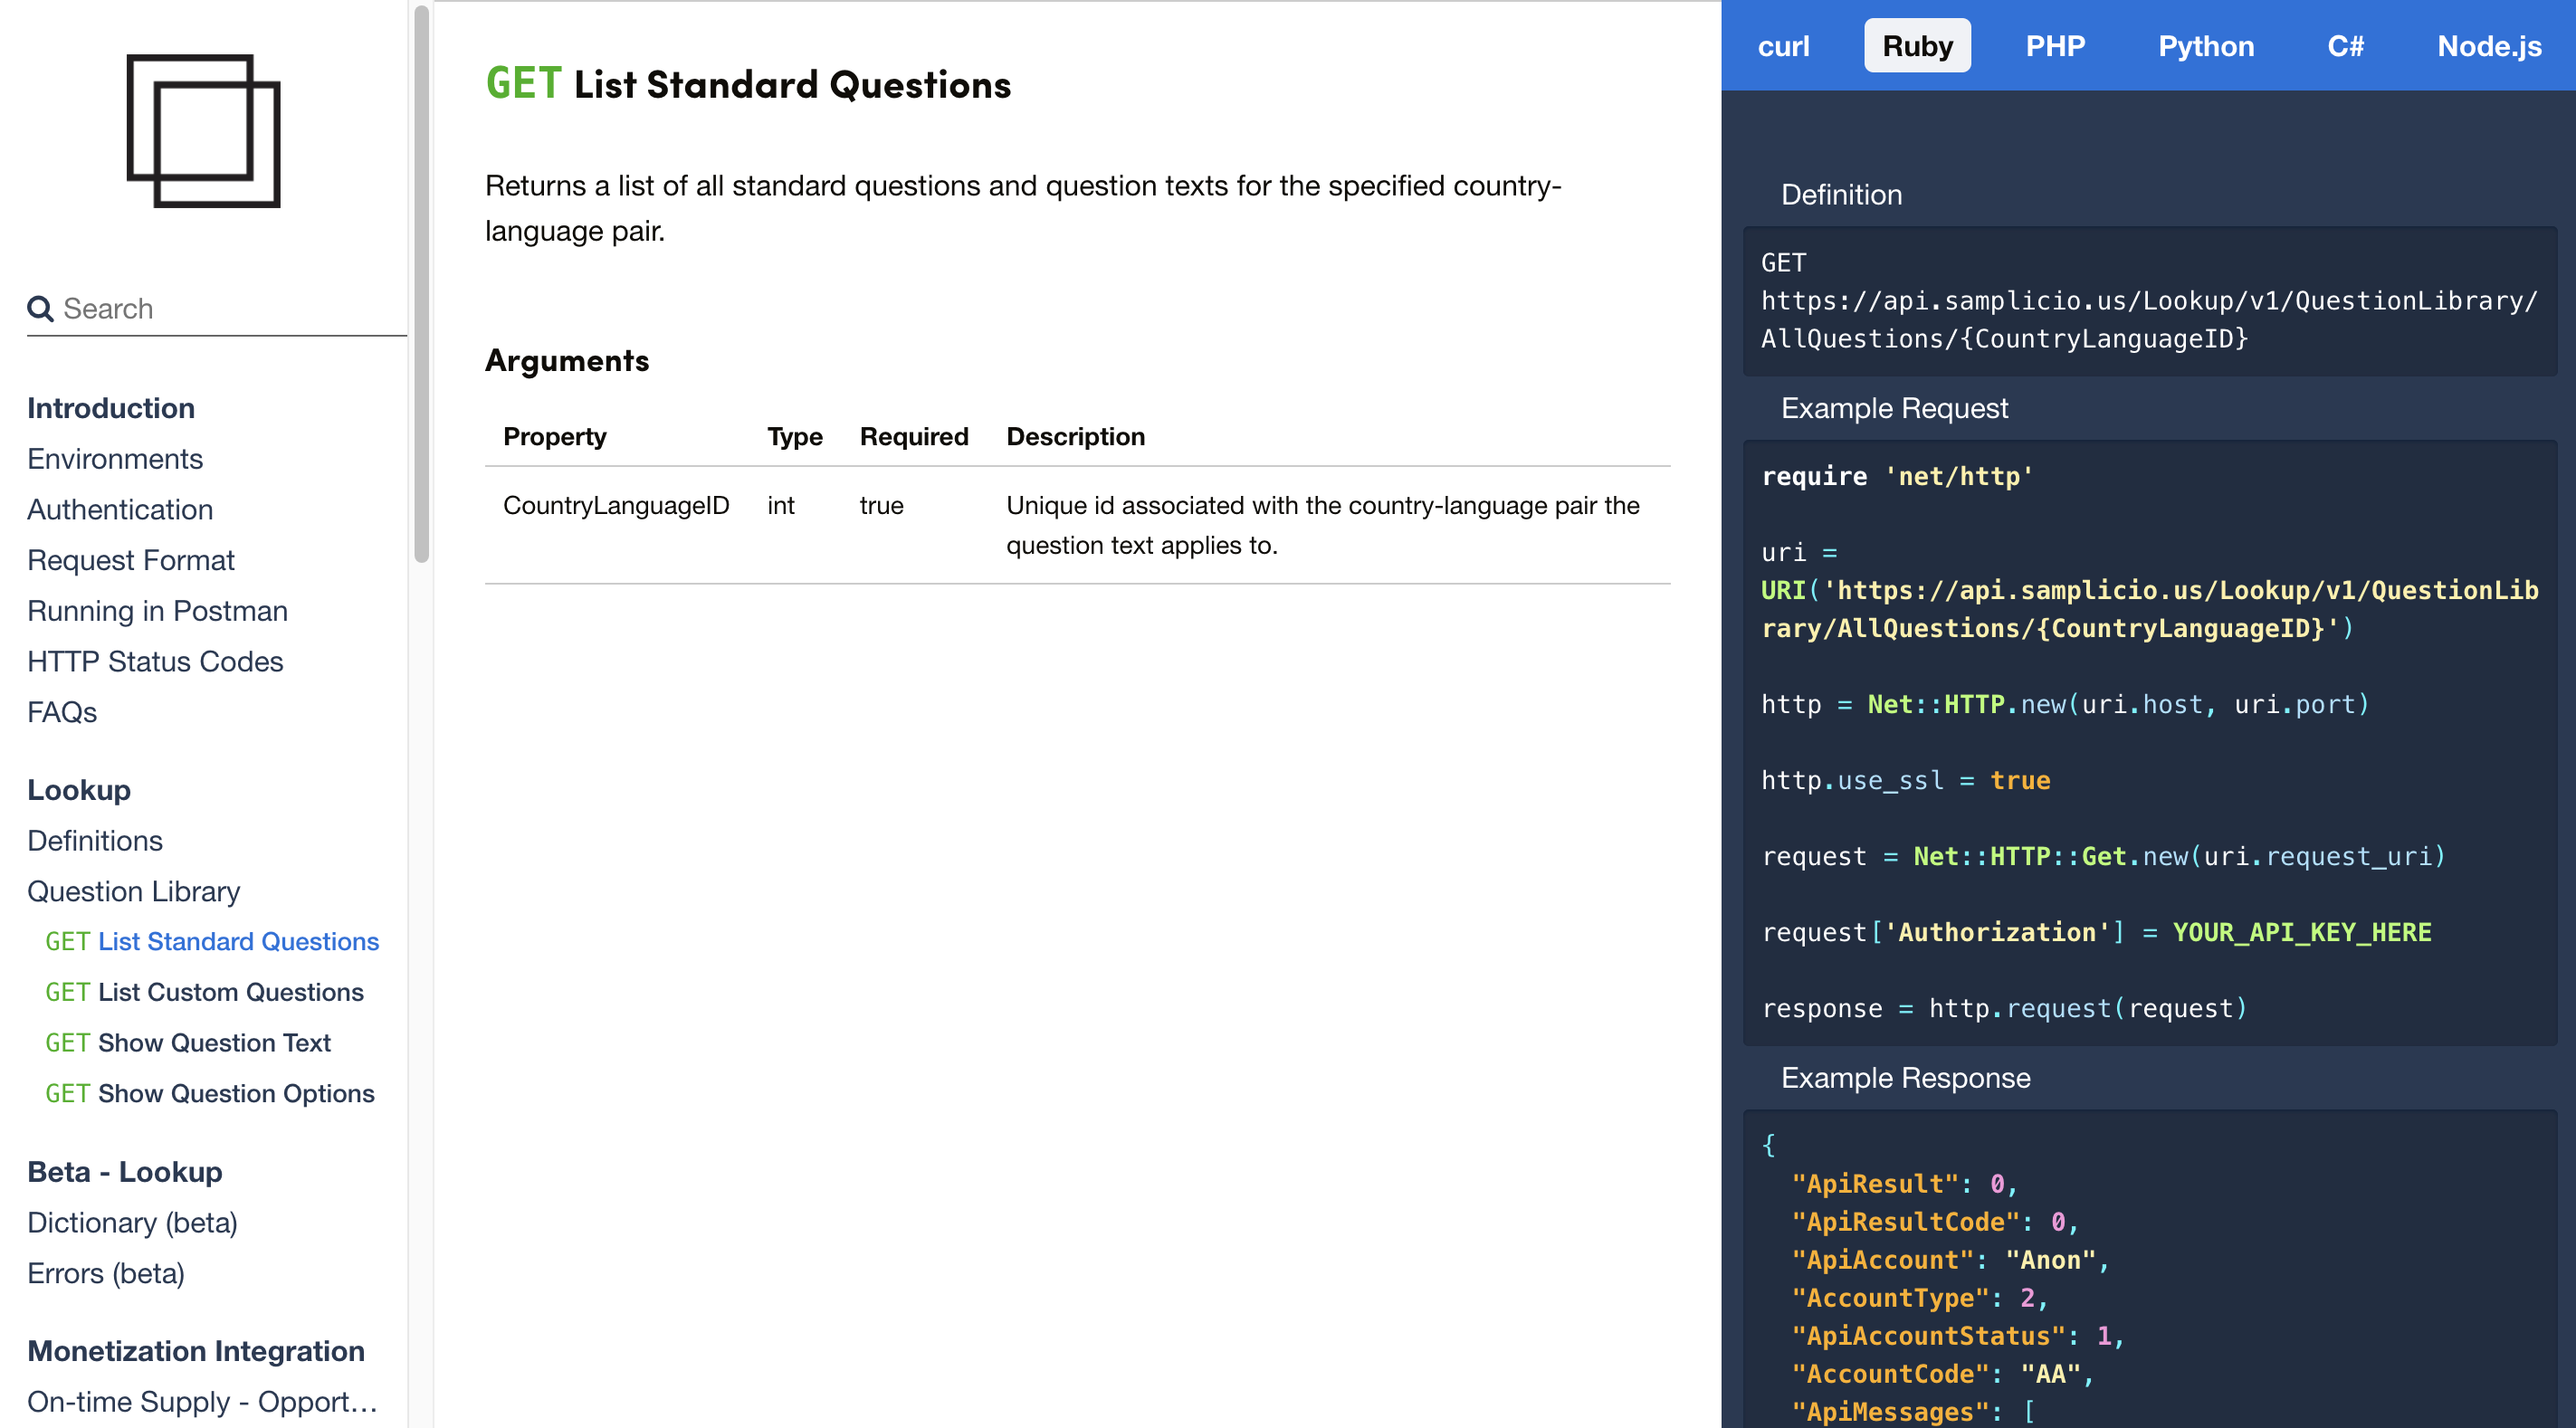 Search
Introduction
Environments
Authentication
Request Format
Running in Postman
HTTP Status Codes
FAQs
Lookup
Definitions
Question Library
GET List Standard Questions
GET List Custom Questions
GET Show Question Text
GET Show Question Options
Beta - Lookup
Dictionary (beta)
Errors (beta)
Monetization Integration
On-time Supply - Opport…
GET List Standard Questions
Returns a list of all standard questions and question texts for the specified country-
language pair.
Arguments
Property Type Required Description
CountryLanguageID int true Unique id associated with the country-language pair the
question text applies to.
curl Ruby PHP Python C# Node.js
Definition
GET
https://api.samplicio.us/Lookup/v1/QuestionLibrary/
AllQuestions/{CountryLanguageID}
Example Request
require 'net/http'
uri =
URI('https://api.samplicio.us/Lookup/v1/QuestionLib
rary/AllQuestions/{CountryLanguageID}')
http = Net::HTTP.new(uri.host, uri.port)
http.use_ssl = true
request = Net::HTTP::Get.new(uri.request_uri)
request['Authorization'] = YOUR_API_KEY_HERE
response = http.request(request)
Example Response
{
"ApiResult": 0,
"ApiResultCode": 0,
"ApiAccount": "Anon",
"AccountType": 2,
"ApiAccountStatus": 1,
"AccountCode": "AA",
"ApiMessages": [